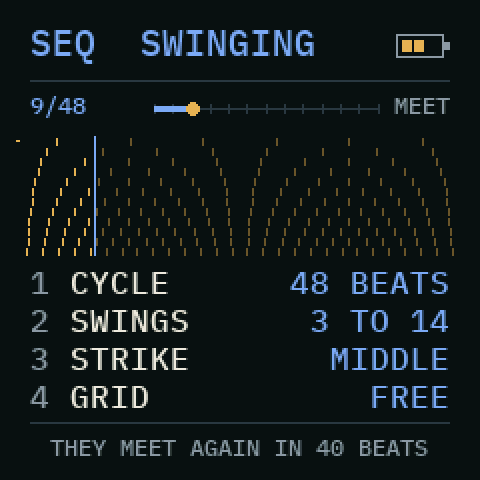 SEQ SWINGING
9/48 MEET
1 CYCLE 48 BEATS
2 SWINGS 3 TO 14
3 STRIKE MIDDLE
4 GRID FREE
THEY MEET AGAIN IN 40 BEATS